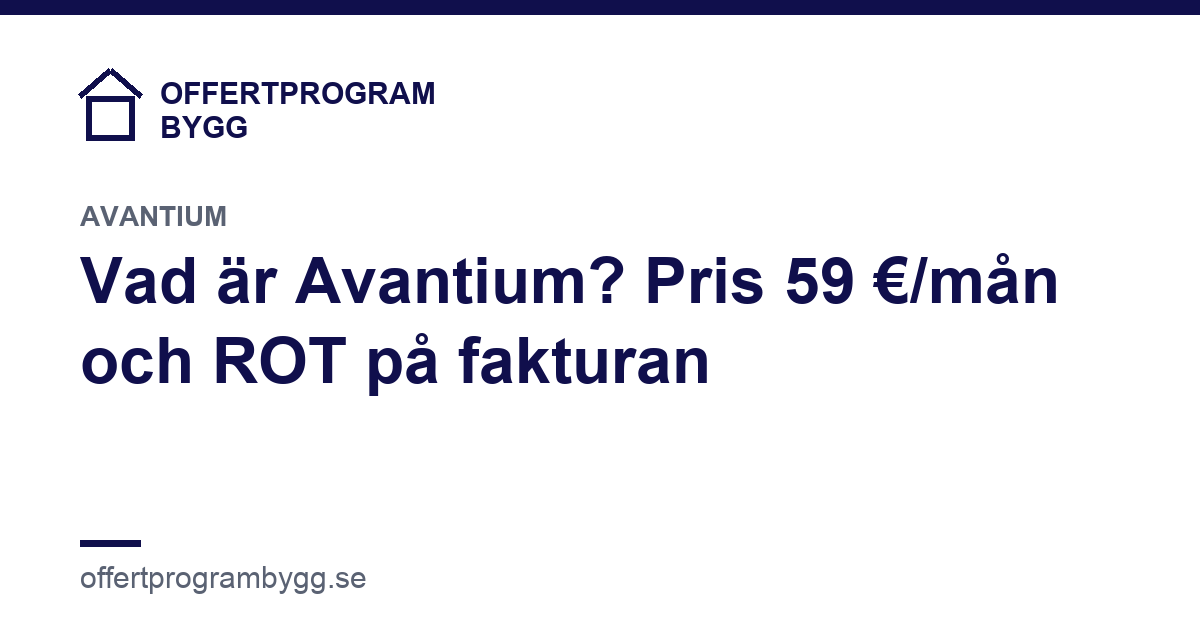 OFFERTPROGRAM
BYGG
AVANTIUM
Vad är Avantium? Pris 59 €/mån
och ROT på fakturan
offertprogrambygg.se